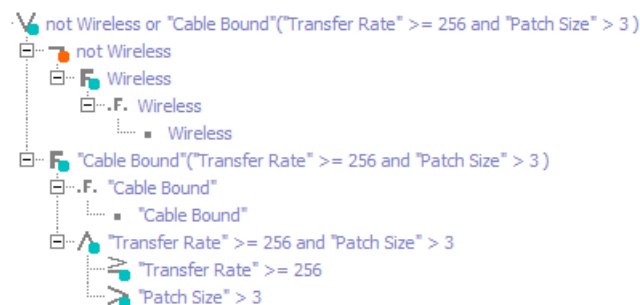 not Wireless or "Cable Bound"("Transfer Rate" >= 256 and "Patch Size" > 3 )
not Wireless
F Wireless
.F. Wireless
Wireless
F "Cable Bound"("Transfer Rate" >= 256 and "Patch Size" > 3 )
.F. "Cable Bound"
"Cable Bound"
"Transfer Rate" >= 256 and "Patch Size" > 3
"Transfer Rate" >= 256
"Patch Size" > 3